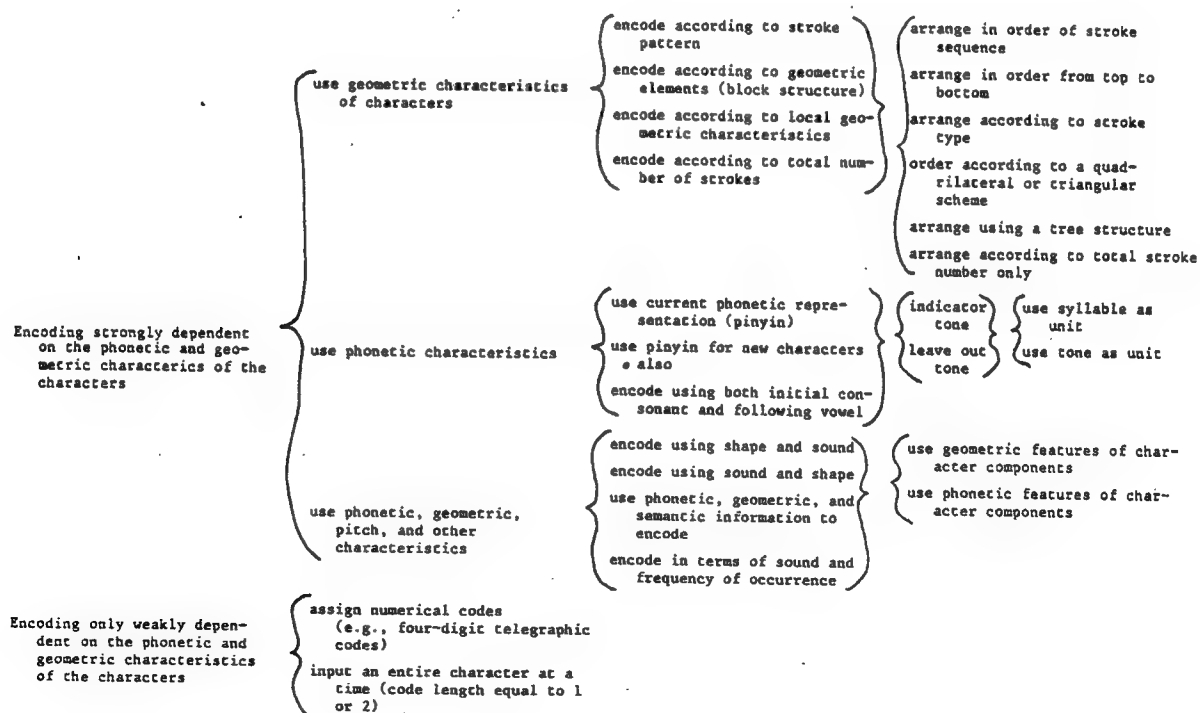 Encoding strongly dependent
on the phonetic and geo-
metric characterics of the
characters
use geometric characteristics
of characters
encode according to stroke
pattern
encode according to geometric
elements (block structure)
encode according to local geo-
metric characteristics
encode according to total num-
ber of strokes
arrange in order of stroke
sequence
arrange in order from top to
bottom
arrange according to stroke
type
order according to a quad-
rilateral or triangular
scheme
arrange using a tree structure
arrange according to total stroke
number only
use phonetic characteristics
use current phonetic repre-
sentation (pinyin)
use pinyin for new characters
also
encode using both initial con-
sonant and following vowel
indicator
tone
leave out
tone
use syllable as
unit
use tone as unit
use phonetic, geometric,
pitch, and other
characteristics
encode using shape and sound
encode using sound and shape
use phonetic, geometric, and
semantic information to
encode
encode in terms of sound and
frequency of occurrence
use geometric features of char-
acter components
use phonetic features of char-
acter components
Encoding only weakly depen-
dent on the phonetic and
geometric characteristics
of the characters
assign numerical codes
(e.g., four-digit telegraphic
codes)
input an entire character at a
time (code length equal to 1
or 2)